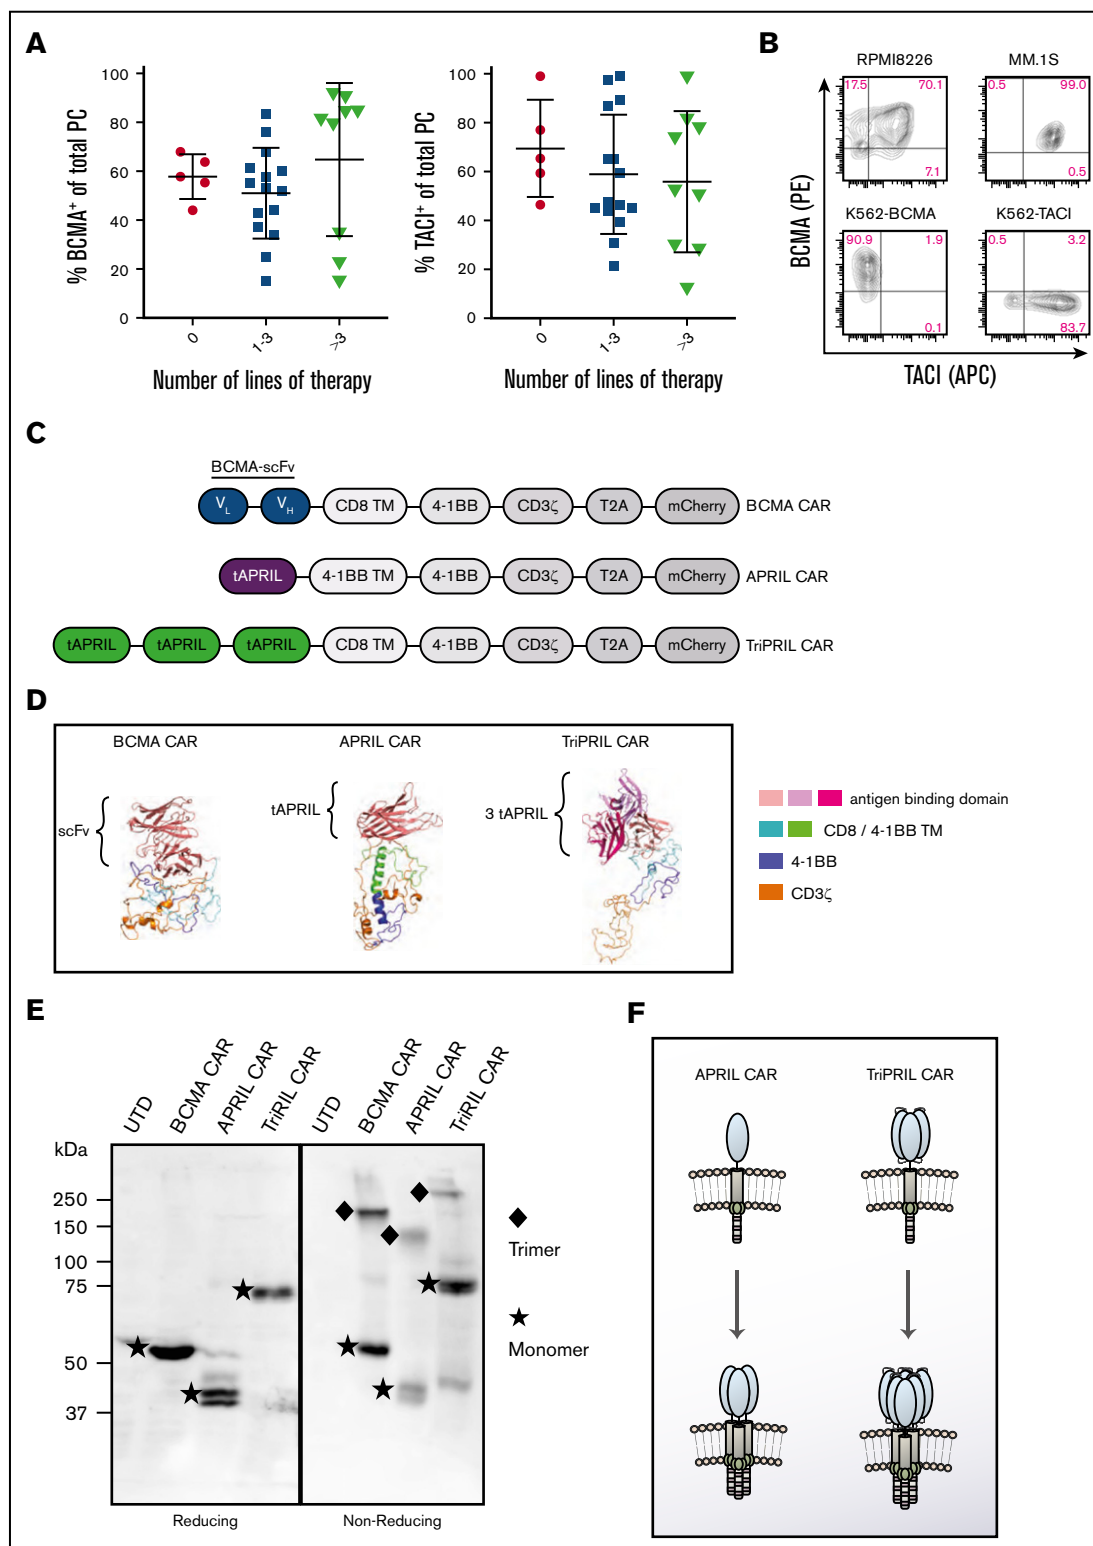 A
100
80
60
40
20
0
% BCMA+ of total PC
0
1-3
>3
Number of lines of therapy
100
80
60
40
20
0
% TACI+ of total PC
0
1-3
>3
Number of lines of therapy
B
RPMI8226
17.5
70.1
7.1
MM.1S
0.5
99.0
0.5
K562-BCMA
90.9
1.9
0.1
K562-TACI
0.5
3.2
83.7
BCMA (PE)
TACI (APC)
C
BCMA-scFv
VL VH CD8 TM 4-1BB CD3ζ T2A mCherry BCMA CAR
tAPRIL 4-1BB TM 4-1BB CD3ζ T2A mCherry APRIL CAR
tAPRIL tAPRIL tAPRIL CD8 TM 4-1BB CD3ζ T2A mCherry TriPRIL CAR
D
BCMA CAR
APRIL CAR
TriPRIL CAR
scFv
tAPRIL
3 tAPRIL
antigen binding domain
CD8 / 4-1BB TM
4-1BB
CD3ζ
E
UTD
BCMA CAR
APRIL CAR
TriRIL CAR
UTD
BCMA CAR
APRIL CAR
TriRIL CAR
kDa
250
150
100
75
50
37
Trimer
Monomer
Reducing
Non-Reducing
F
APRIL CAR
TriPRIL CAR